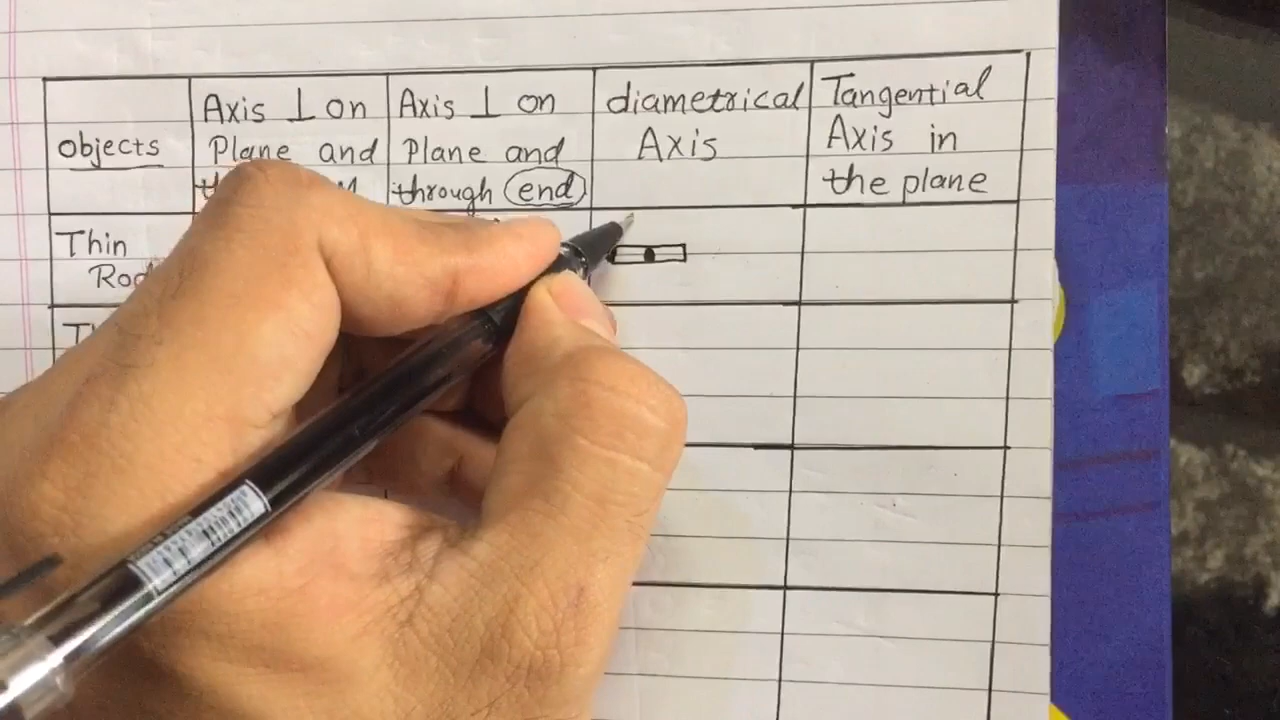 objects
Axis ⊥ on
Plane and
Axis ⊥ on
Plane and
through end
diametrical
Axis
Tangential
Axis in
the plane
Thin